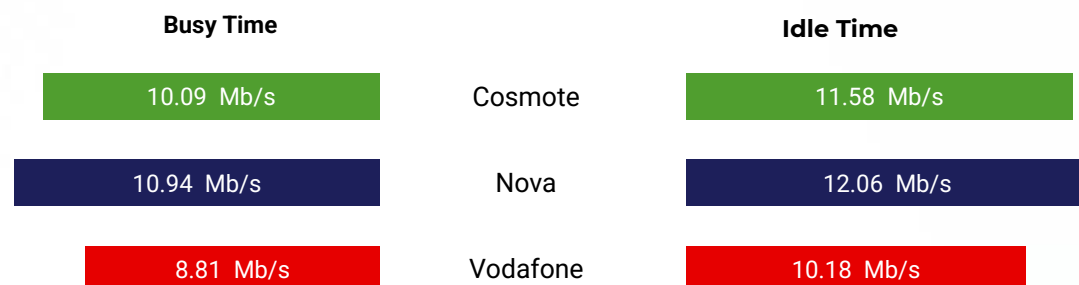 Busy Time Idle Time
10.09 Mb/s Cosmote 11.58 Mb/s
10.94 Mb/s Nova 12.06 Mb/s
8.81 Mb/s Vodafone 10.18 Mb/s